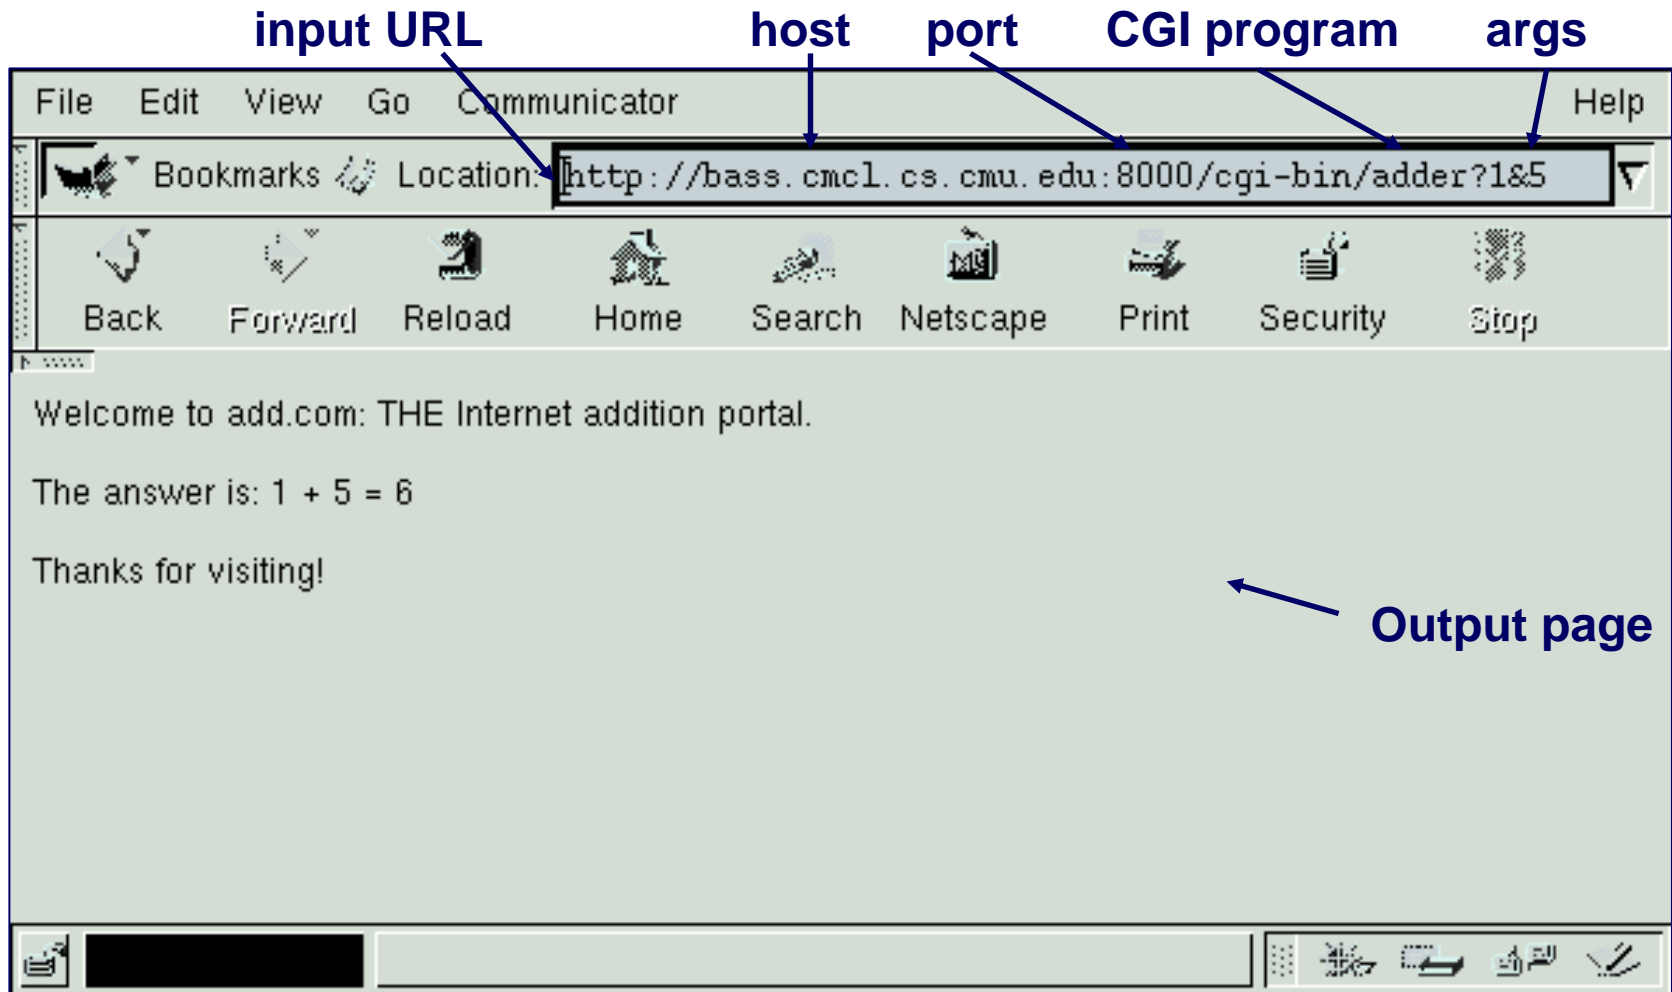 input URL host port CGI program args
File Edit View Go Communicator Help
Bookmarks Location: http://bass.cmcl.cs.cmu.edu:8000/cgi-bin/adder?1&5
Back Forward Reload Home Search Netscape Print Security Stop
Welcome to add.com: THE Internet addition portal.
The answer is: 1 + 5 = 6
Thanks for visiting!
Output page